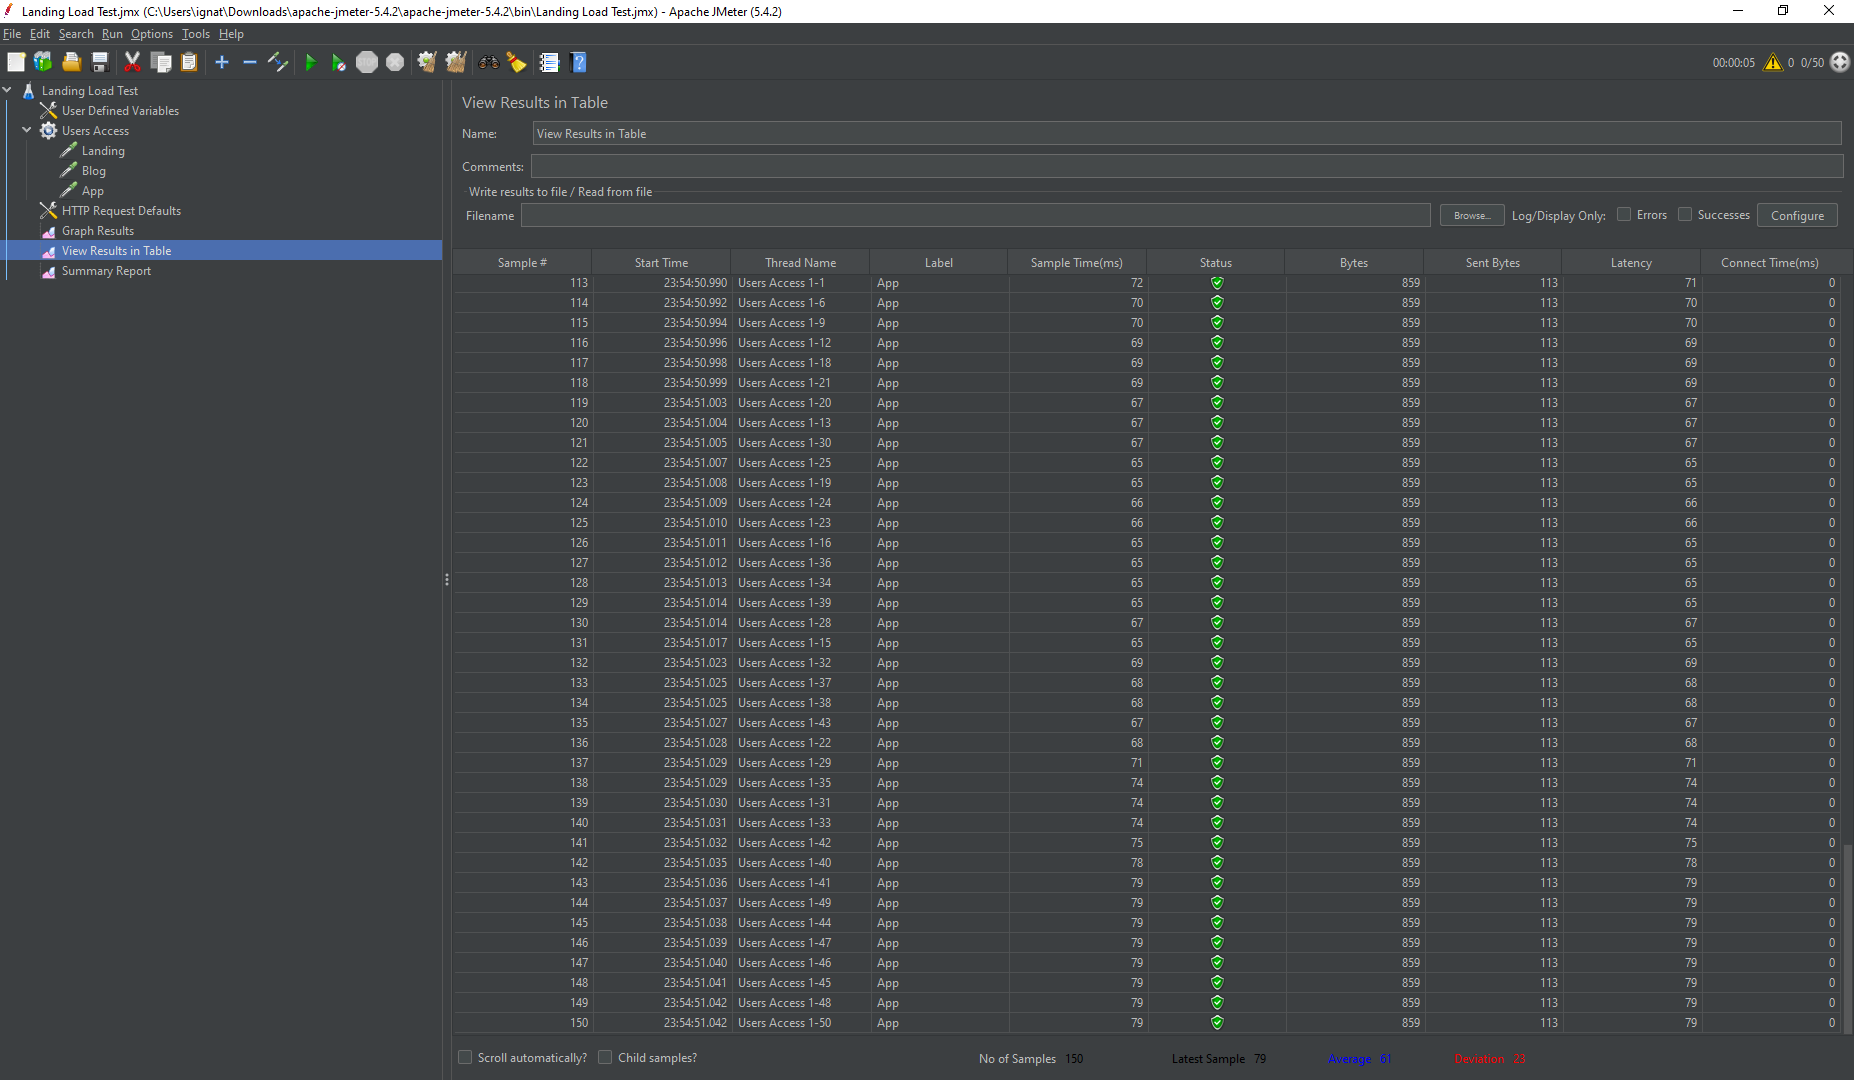 Landing Load Test.jmx (C:\Users\ignat\Downloads\apache-jmeter-5.4.2\apache-jmeter-5.4.2\bin\Landing Load Test.jmx) - Apache JMeter (5.4.2)
File Edit Search Run Options Tools Help
00:00:05 0 0/50
Landing Load Test
User Defined Variables
Users Access
Landing
Blog
App
HTTP Request Defaults
Graph Results
View Results in Table
Summary Report
View Results in Table
Name: View Results in Table
Comments:
Write results to file / Read from file
Filename Browse... Log/Display Only: Errors Successes Configure
Sample # Start Time Thread Name Label Sample Time(ms) Status Bytes Sent Bytes Latency Connect Time(ms)
113 23:54:50.990 Users Access 1-1 App 72 859 113 71 0
114 23:54:50.992 Users Access 1-6 App 70 859 113 70 0
115 23:54:50.994 Users Access 1-9 App 70 859 113 70 0
116 23:54:50.996 Users Access 1-12 App 69 859 113 69 0
117 23:54:50.998 Users Access 1-18 App 69 859 113 69 0
118 23:54:50.999 Users Access 1-21 App 69 859 113 69 0
119 23:54:51.003 Users Access 1-20 App 67 859 113 67 0
120 23:54:51.004 Users Access 1-13 App 67 859 113 67 0
121 23:54:51.005 Users Access 1-30 App 67 859 113 67 0
122 23:54:51.007 Users Access 1-25 App 65 859 113 65 0
123 23:54:51.008 Users Access 1-19 App 65 859 113 65 0
124 23:54:51.009 Users Access 1-24 App 66 859 113 66 0
125 23:54:51.010 Users Access 1-23 App 66 859 113 66 0
126 23:54:51.011 Users Access 1-16 App 65 859 113 65 0
127 23:54:51.012 Users Access 1-36 App 65 859 113 65 0
128 23:54:51.013 Users Access 1-34 App 65 859 113 65 0
129 23:54:51.014 Users Access 1-39 App 65 859 113 65 0
130 23:54:51.014 Users Access 1-28 App 67 859 113 67 0
131 23:54:51.017 Users Access 1-15 App 65 859 113 65 0
132 23:54:51.023 Users Access 1-32 App 69 859 113 69 0
133 23:54:51.025 Users Access 1-37 App 68 859 113 68 0
134 23:54:51.025 Users Access 1-38 App 68 859 113 68 0
135 23:54:51.027 Users Access 1-43 App 67 859 113 67 0
136 23:54:51.028 Users Access 1-22 App 68 859 113 68 0
137 23:54:51.029 Users Access 1-29 App 71 859 113 71 0
138 23:54:51.029 Users Access 1-35 App 74 859 113 74 0
139 23:54:51.030 Users Access 1-31 App 74 859 113 74 0
140 23:54:51.031 Users Access 1-33 App 74 859 113 74 0
141 23:54:51.032 Users Access 1-42 App 75 859 113 75 0
142 23:54:51.035 Users Access 1-40 App 78 859 113 78 0
143 23:54:51.036 Users Access 1-41 App 79 859 113 79 0
144 23:54:51.037 Users Access 1-49 App 79 859 113 79 0
145 23:54:51.038 Users Access 1-44 App 79 859 113 79 0
146 23:54:51.039 Users Access 1-47 App 79 859 113 79 0
147 23:54:51.040 Users Access 1-46 App 79 859 113 79 0
148 23:54:51.041 Users Access 1-45 App 79 859 113 79 0
149 23:54:51.042 Users Access 1-48 App 79 859 113 79 0
150 23:54:51.042 Users Access 1-50 App 79 859 113 79 0
Scroll automatically? Child samples? No of Samples 150 Latest Sample 79 Average 61 Deviation 23